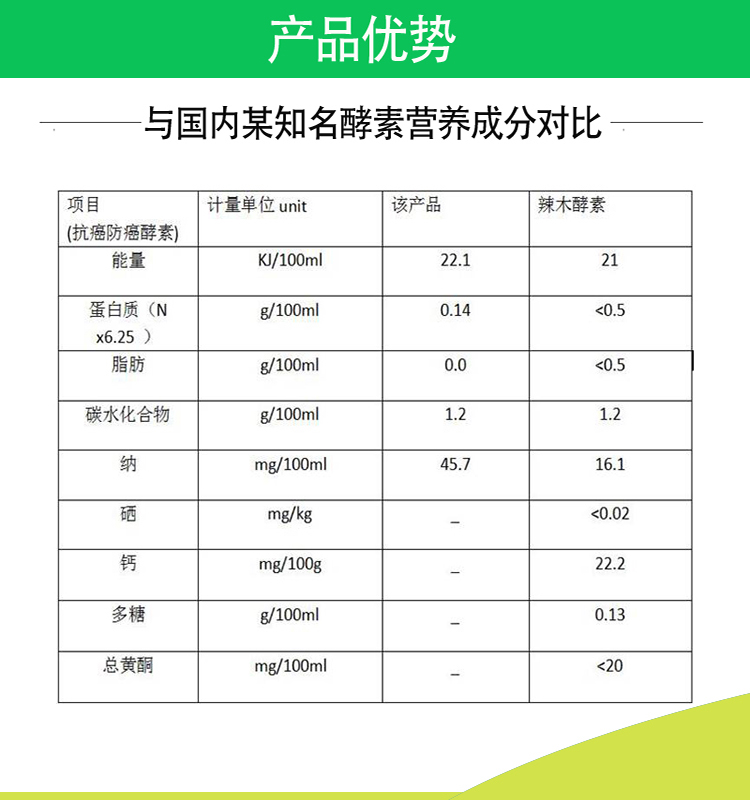 产品优势
与国内某知名酵素营养成分对比
项目 计量单位 unit 该产品 辣木酵素
(抗癌防癌酵素)
能量 KJ/100ml 22.1 21
蛋白质（N g/100ml 0.14 <0.5
x6.25 ）
脂肪 g/100ml 0.0 <0.5
碳水化合物 g/100ml 1.2 1.2
纳 mg/100ml 45.7 16.1
硒 mg/kg _ <0.02
钙 mg/100g _ 22.2
多糖 g/100ml _ 0.13
总黄酮 mg/100ml _ <20